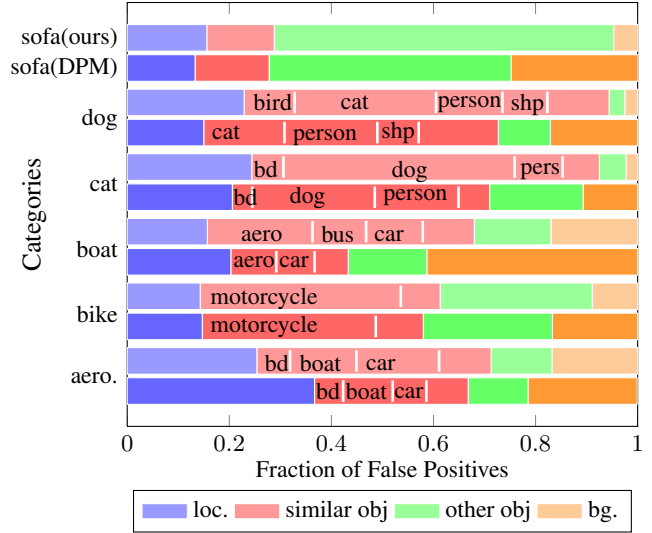 sofa(ours)
sofa(DPM)
bird cat person shp
dog
cat person shp
bd dog pers
cat
bd dog person
aero bus car
boat
aero car
motorcycle
bike
motorcycle
bd boat car
aero.
bd boat car
Categories
0 0.2 0.4 0.6 0.8 1
Fraction of False Positives
loc. similar obj other obj bg.